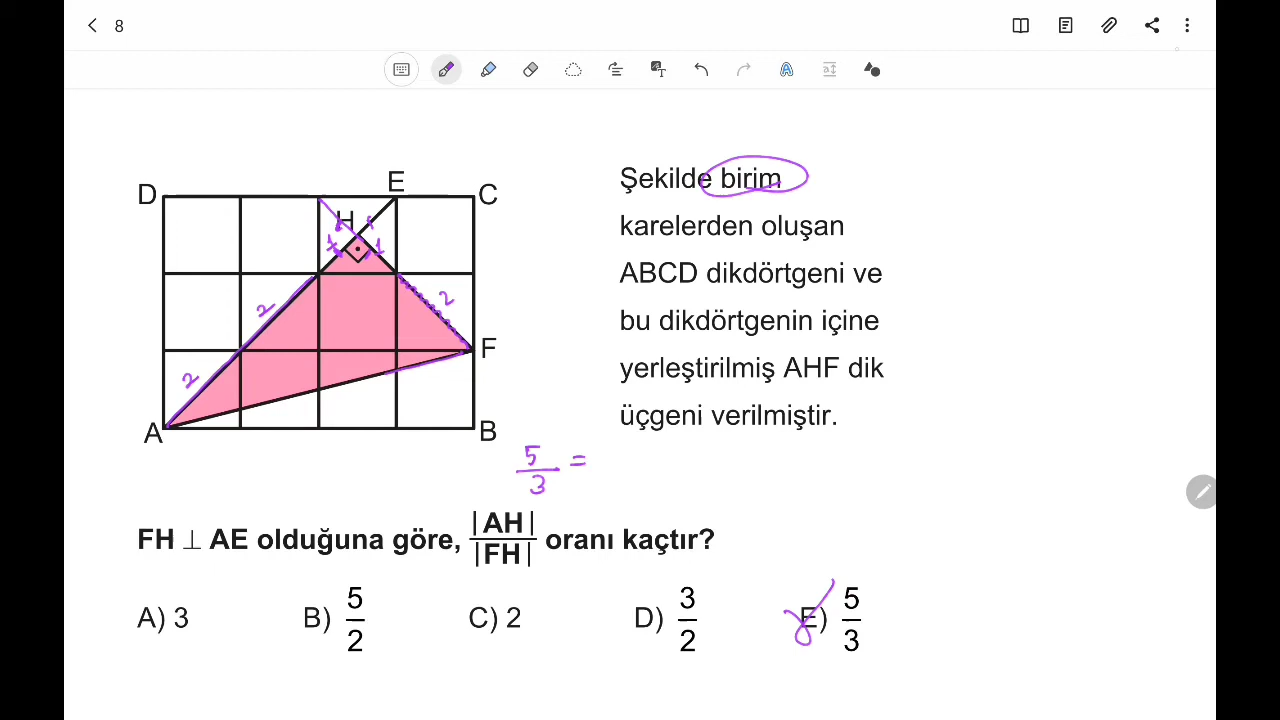 8
D
E
C
H
1
1
1
2
2
2
F
A
B
Şekilde birim
karelerden oluşan
ABCD dikdörtgeni ve
bu dikdörtgenin içine
yerleştirilmiş AHF dik
üçgeni verilmiştir.
5/3 =
FH ⊥ AE olduğuna göre, |AH|/|FH| oranı kaçtır?
A) 3 B) 5/2 C) 2 D) 3/2 E) 5/3